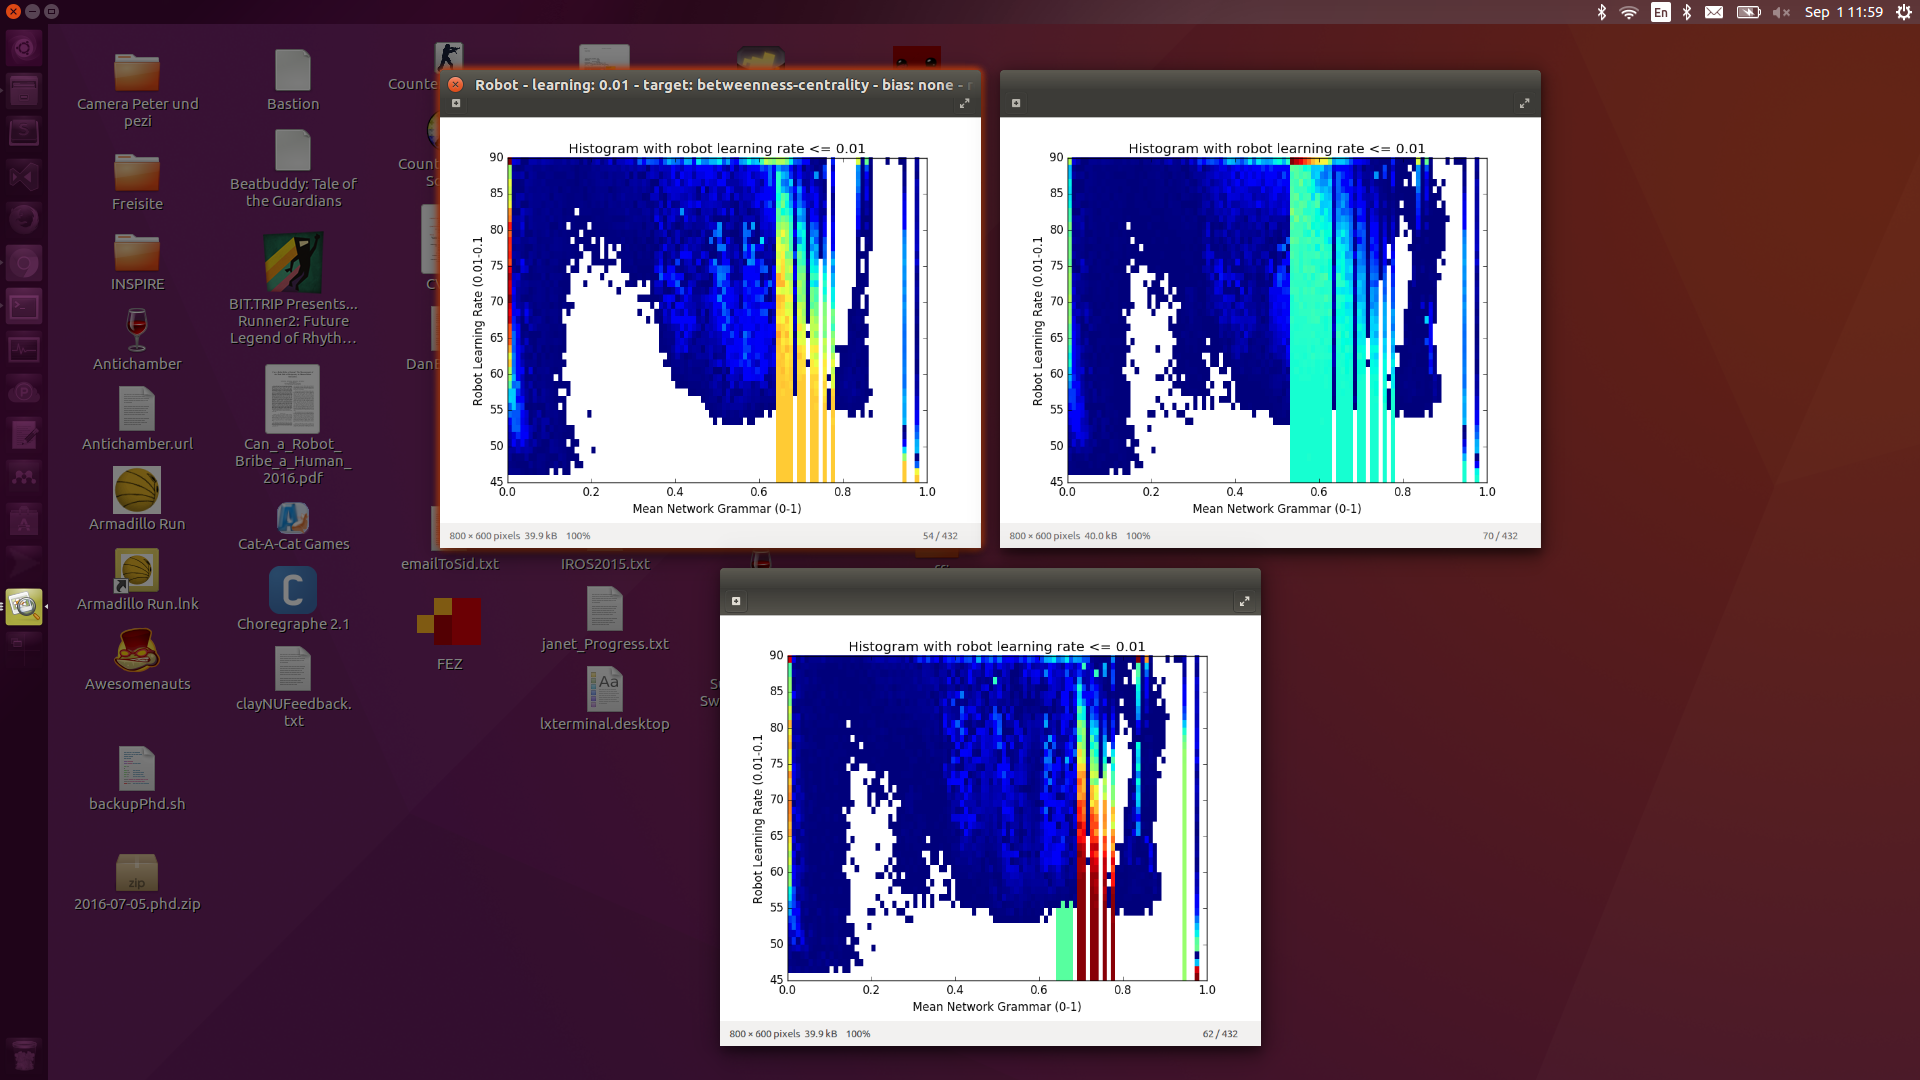 En
Sep 1 11:59
Camera Peter und
pezi
Freisite
INSPIRE
Antichamber
Antichamber.url
Armadillo Run
Armadillo Run.lnk
Awesomenauts
backupPhd.sh
zip
2016-07-05.phd.zip
Bastion
Beatbuddy: Tale of
the Guardians
BIT.TRIP Presents...
Runner2: Future
Legend of Rhyth...
Can_a_Robot_
Bribe_a_Human_
2016.pdf
Cat-A-Cat Games
Choregraphe 2.1
clayNUFeedback.
txt
emailToSid.txt
FEZ
IROS2015.txt
janet_Progress.txt
Aa
lxterminal.desktop
Robot - learning: 0.01 - target: betweenness-centrality - bias: none -
Histogram with robot learning rate <= 0.01
Robot Learning Rate (0.01-0.1
90
85
80
75
70
65
60
55
50
45
0.0 0.2 0.4 0.6 0.8 1.0
Mean Network Grammar (0-1)
800 × 600 pixels 39.9 kB 100% 54 / 432
Histogram with robot learning rate <= 0.01
Robot Learning Rate (0.01-0.1
90
85
80
75
70
65
60
55
50
45
0.0 0.2 0.4 0.6 0.8 1.0
Mean Network Grammar (0-1)
800 × 600 pixels 40.0 kB 100% 70 / 432
Histogram with robot learning rate <= 0.01
Robot Learning Rate (0.01-0.1
90
85
80
75
70
65
60
55
50
45
0.0 0.2 0.4 0.6 0.8 1.0
Mean Network Grammar (0-1)
800 × 600 pixels 39.9 kB 100% 62 / 432